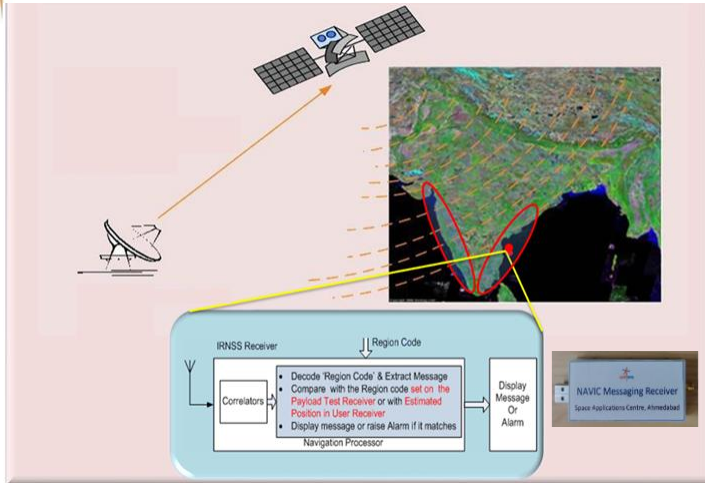 IRNSS Receiver
Region Code
Correlators
• Decode 'Region Code' & Extract Message
• Compare with the Region code set on the
Payload Test Receiver or with Estimated
Position in User Receiver
• Display message or raise Alarm if it matches
Navigation Processor
Display
Message
Or
Alarm
NAVIC Messaging Receiver
Space Applications Centre, Ahmedabad